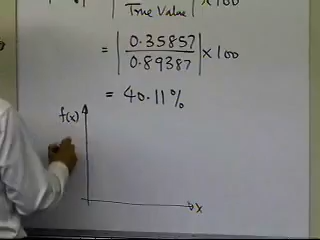 | True Value | x 100
= | 0.35857 / 0.89387 | x 100
= 40.11%
f(x)
x